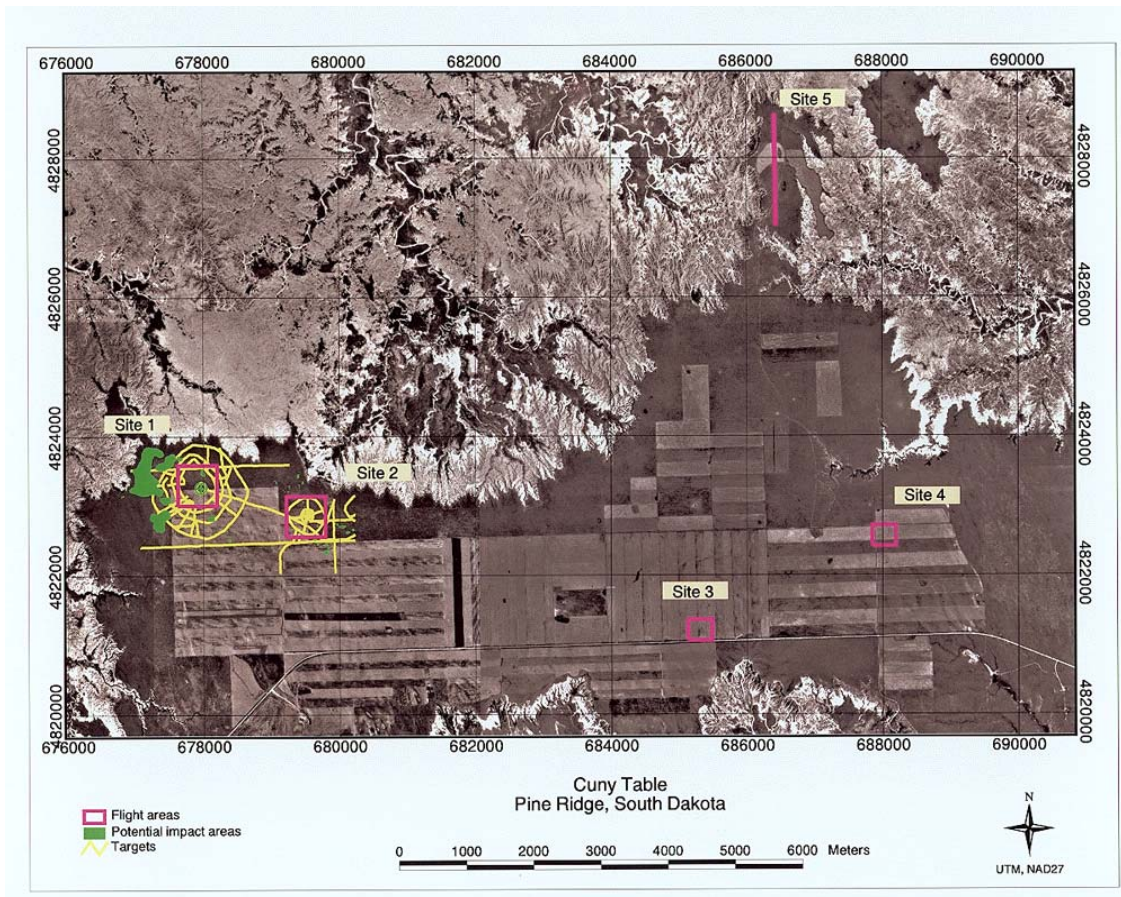 676000 678000 680000 682000 684000 686000 688000 690000
Site 5
4828000 4828000
4826000 4826000
4824000 4824000
Site 1
Site 2
Site 4
4822000 4822000
Site 3
4820000 4820000
676000 678000 680000 682000 684000 686000 688000 690000
Cuny Table
Pine Ridge, South Dakota
Flight areas
Potential impact areas
Targets
0 1000 2000 3000 4000 5000 6000 Meters
N
UTM, NAD27